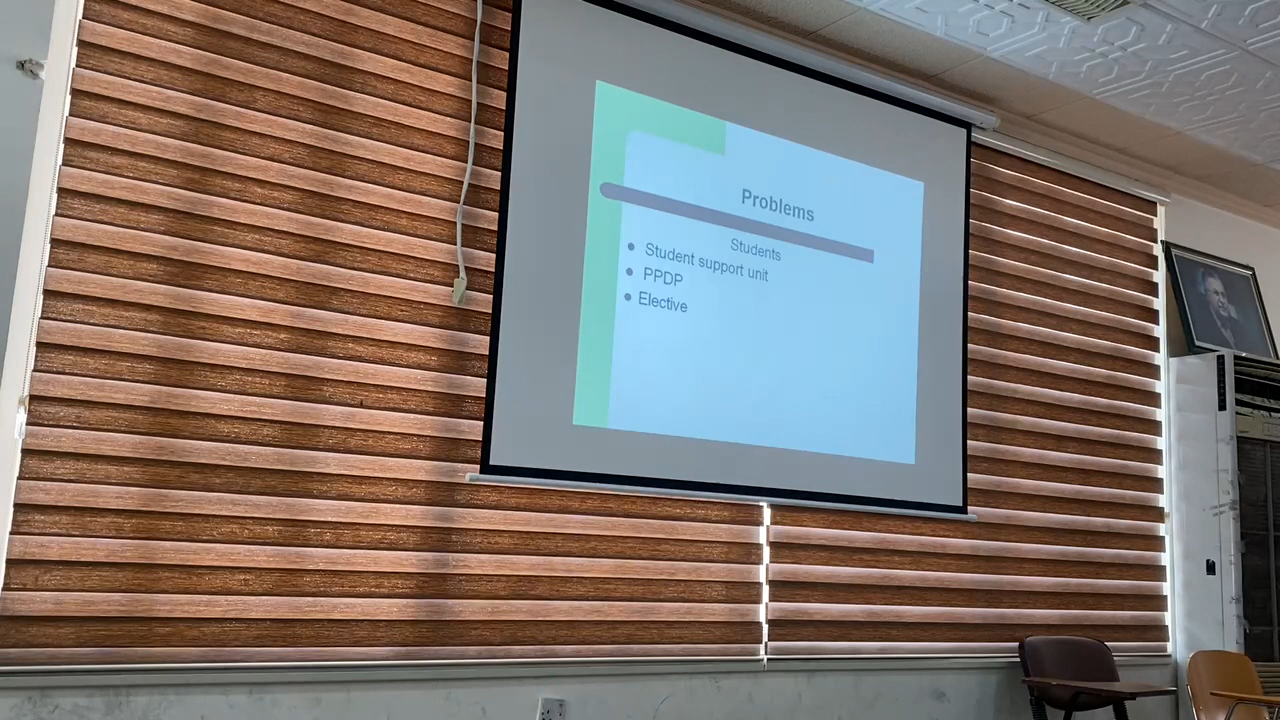 Problems
Students
Student support unit
PPDP
Elective